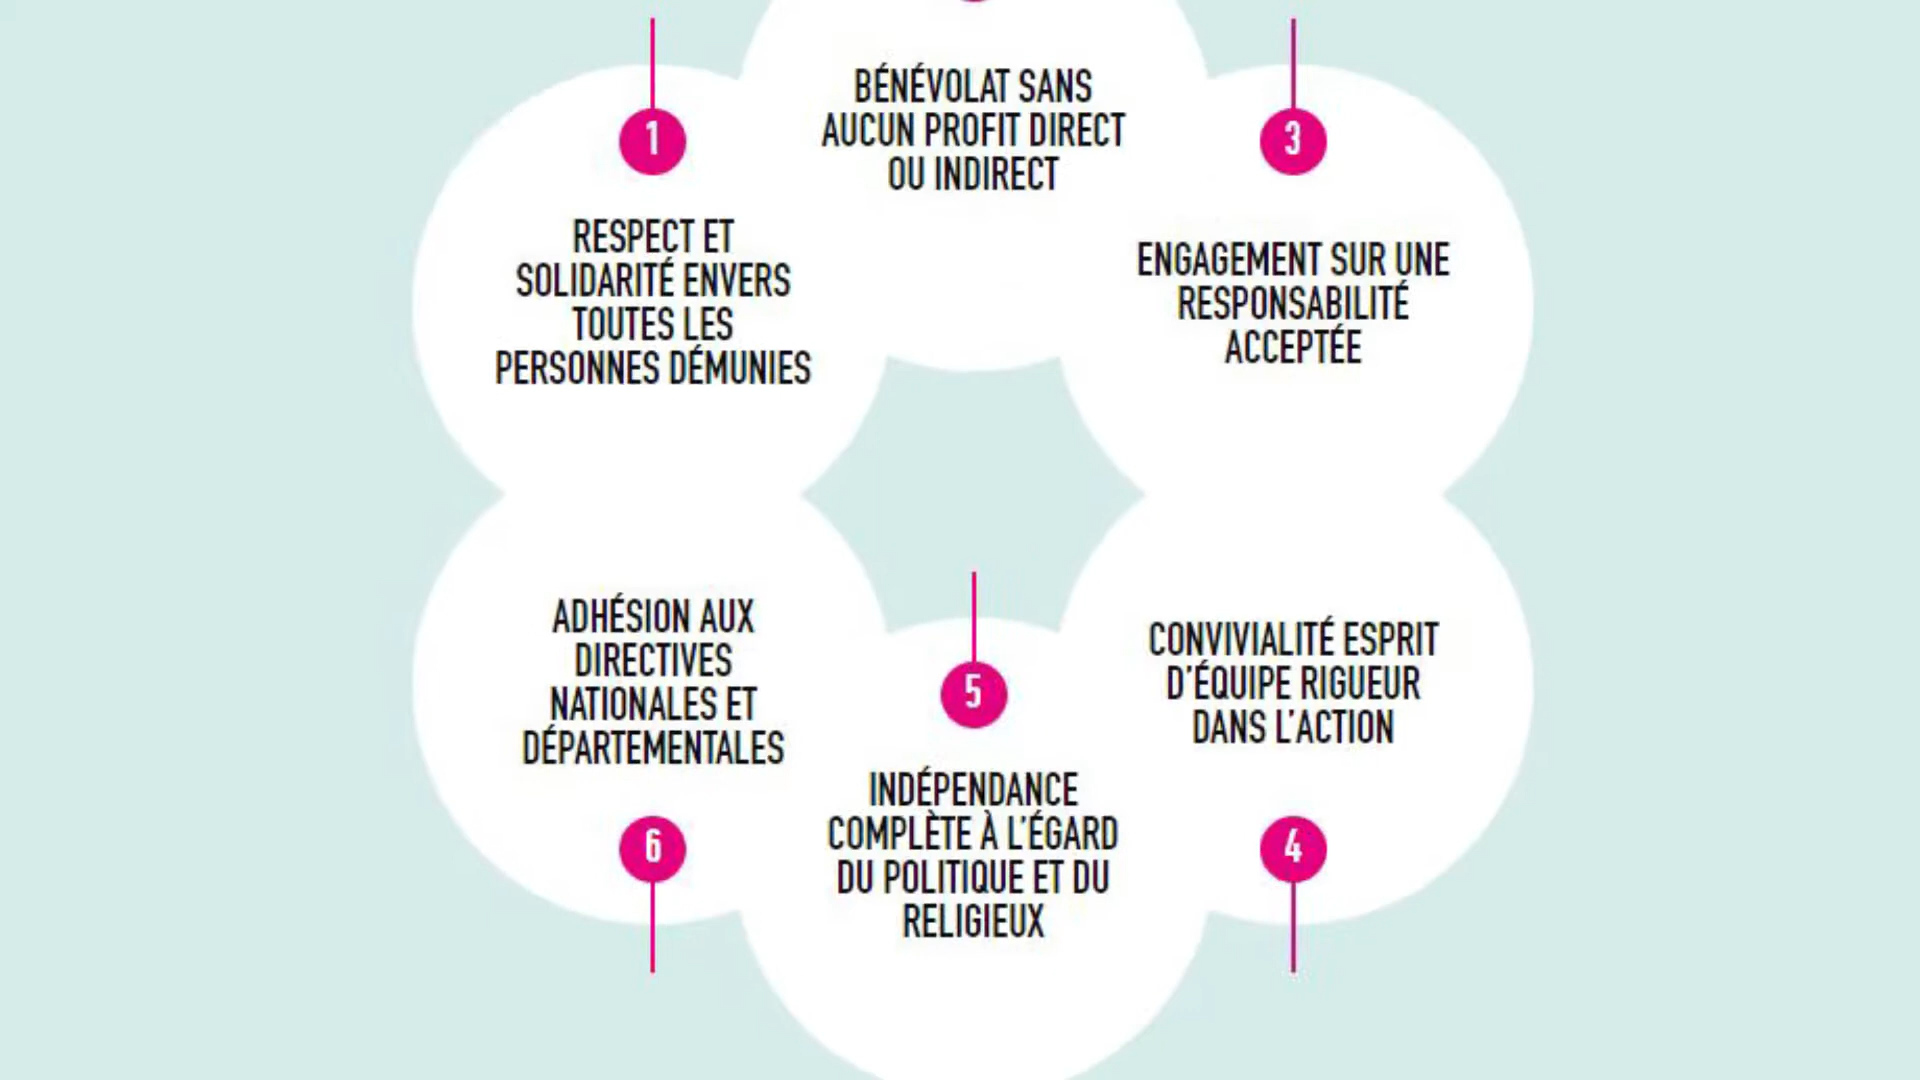 1
RESPECT ET
SOLIDARITÉ ENVERS
TOUTES LES
PERSONNES DÉMUNIES
BÉNÉVOLAT SANS
AUCUN PROFIT DIRECT
OU INDIRECT
3
ENGAGEMENT SUR UNE
RESPONSABILITÉ
ACCEPTÉE
CONVIVIALITÉ ESPRIT
D'ÉQUIPE RIGUEUR
DANS L'ACTION
4
5
INDÉPENDANCE
COMPLÈTE À L'ÉGARD
DU POLITIQUE ET DU
RELIGIEUX
ADHÉSION AUX
DIRECTIVES
NATIONALES ET
DÉPARTEMENTALES
6